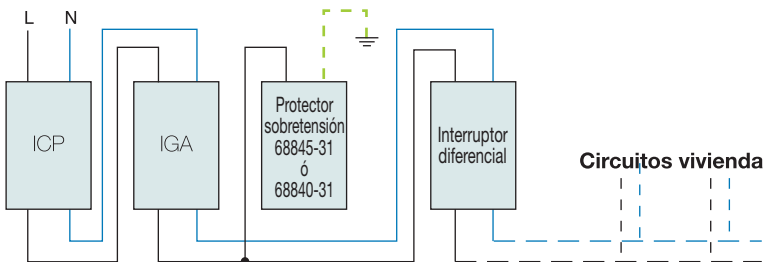 L N
ICP
IGA
Protector
sobretensión
68845-31
ó
68840-31
Interruptor
diferencial
Circuitos vivienda